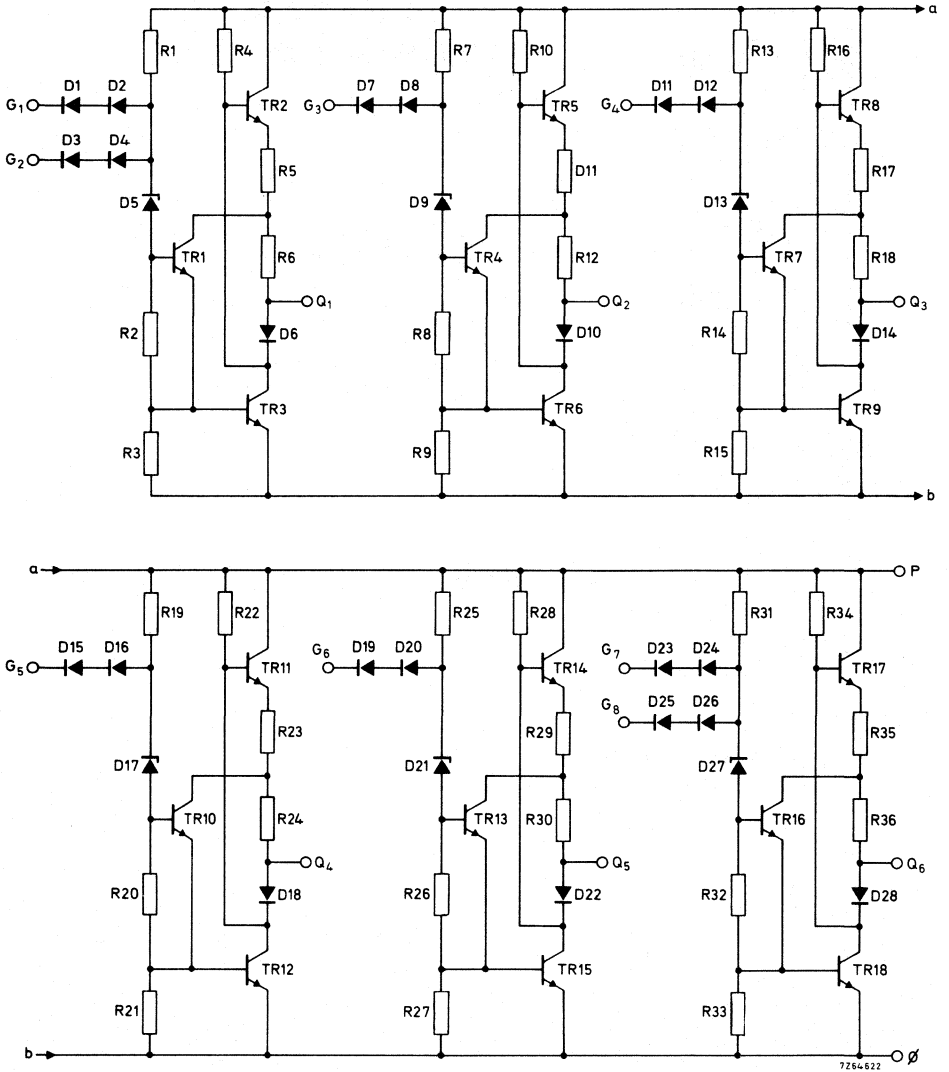 a
R1 R4 R7 R10 R13 R16
G1 D1 D2 TR2 G3 D7 D8 TR5 G4 D11 D12 TR8
G2 D3 D4 R5 D11 R17
D5 D9 D13
TR1 R6 TR4 R12 TR7 R18
Q1 Q2 Q3
R2 D6 R8 D10 R14 D14
TR3 TR6 TR9
R3 R9 R15
b
a P
R19 R22 R25 R28 R31 R34
G5 D15 D16 TR11 G6 D19 D20 TR14 G7 D23 D24 TR17
G8 D25 D26
R23 R29 R35
D17 D21 D27
TR10 R24 TR13 R30 TR16 R36
Q4 Q5 Q6
R20 D18 R26 D22 R32 D28
TR12 TR15 TR18
R21 R27 R33
b Ø
7Z64622